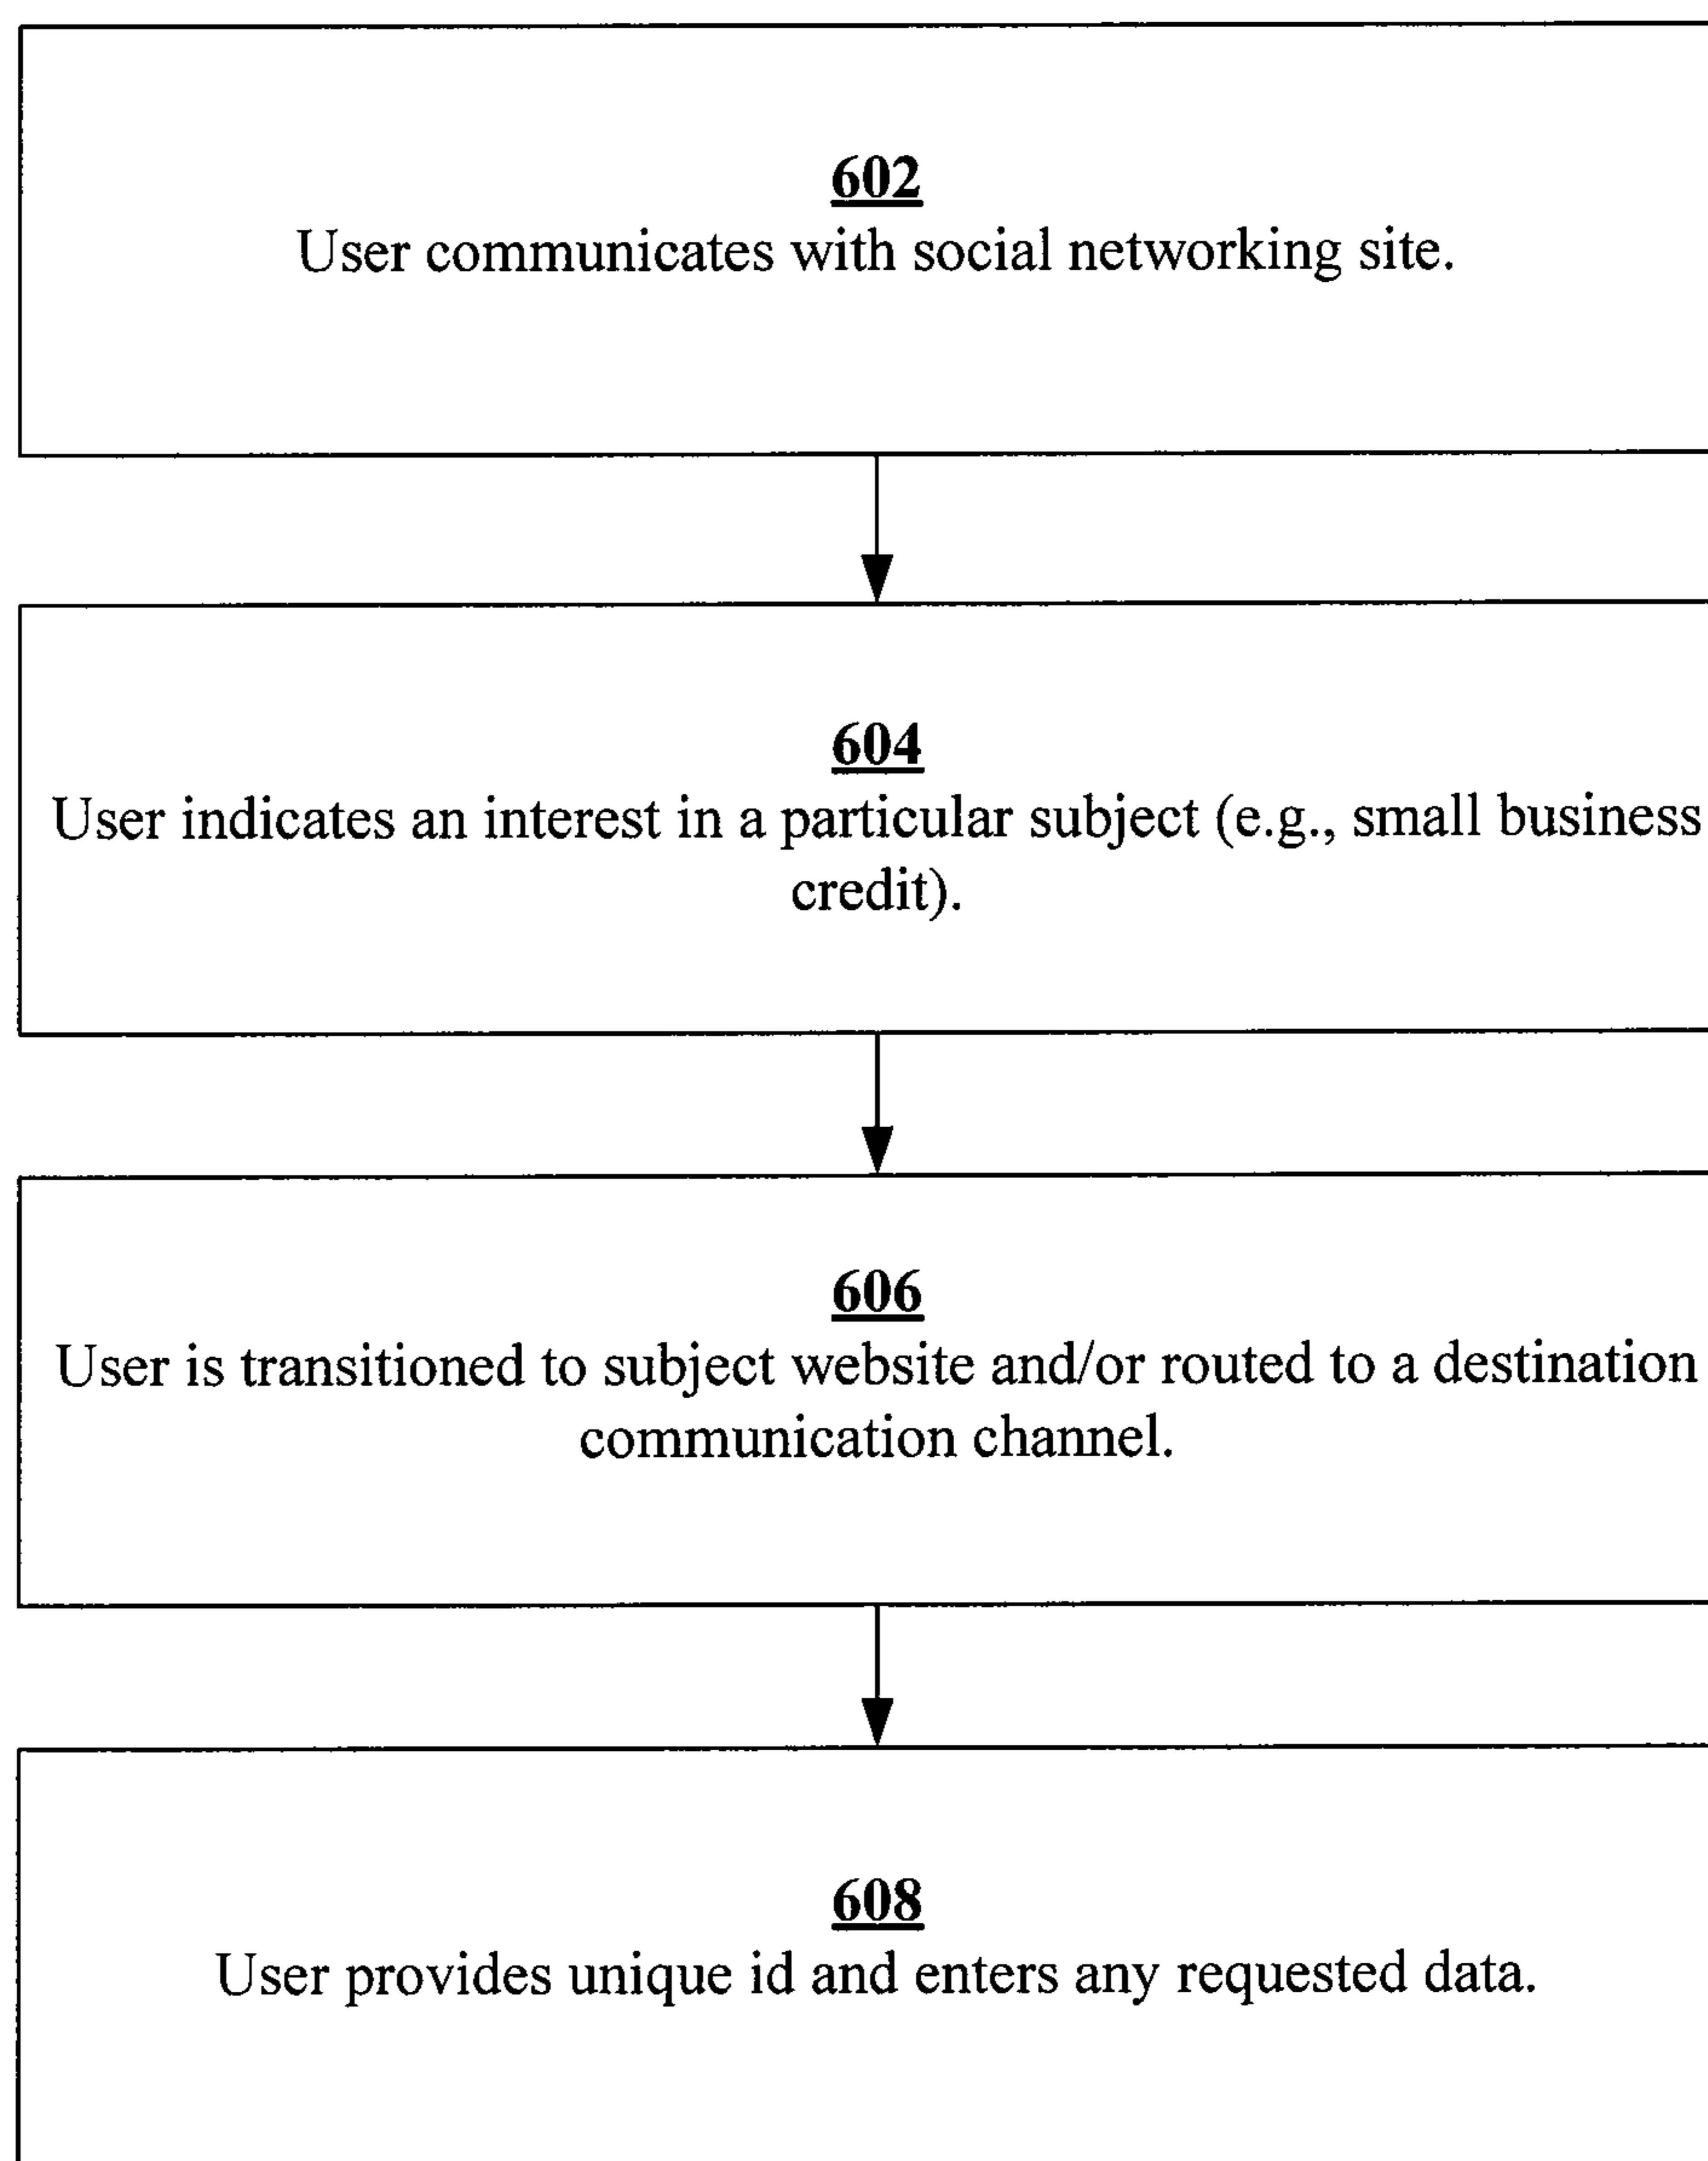 602
User communicates with social networking site.
604
User indicates an interest in a particular subject (e.g., small business
credit).
606
User is transitioned to subject website and/or routed to a destination
communication channel.
608
User provides unique id and enters any requested data.